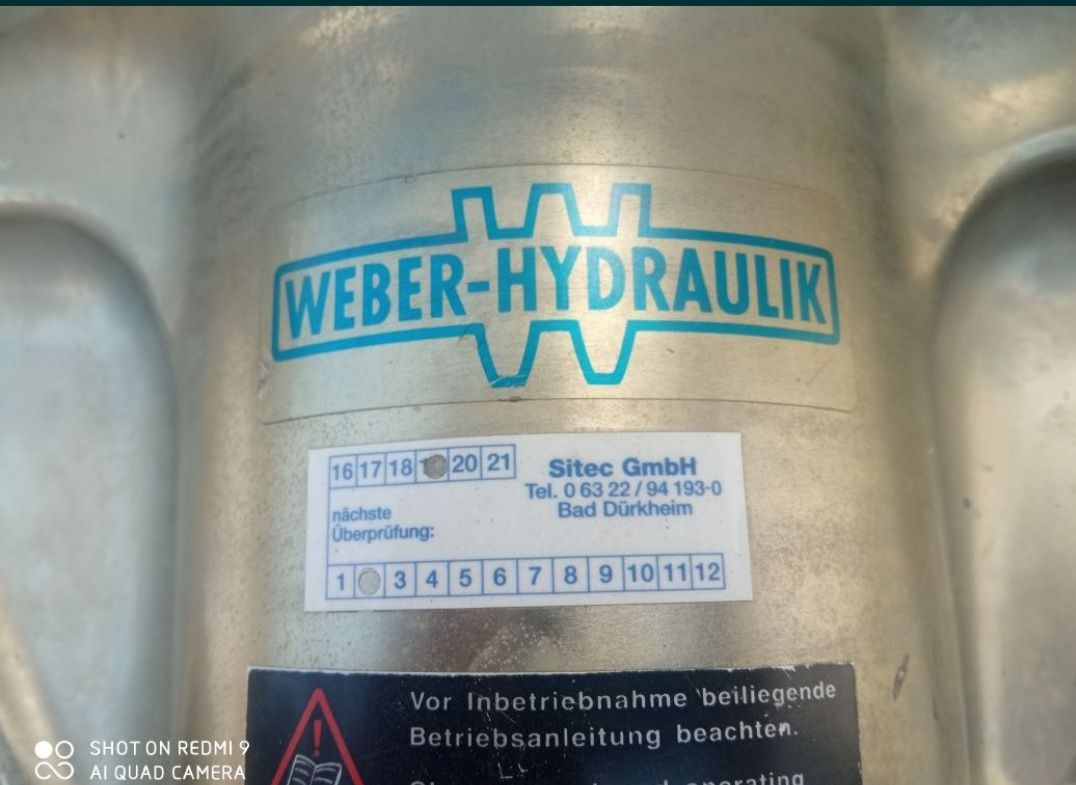 WEBER-HYDRAULIK
16 17 18 20 21
Sitec GmbH
Tel. 0 63 22 / 94 193-0
Bad Dürkheim
nächste
Überprüfung:
1 3 4 5 6 7 8 9 10 11 12
Vor Inbetriebnahme beiliegende
Betriebsanleitung beachten.
operating
SHOT ON REDMI 9
AI QUAD CAMERA